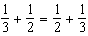 1/3 + 1/2 = 1/2 + 1/3